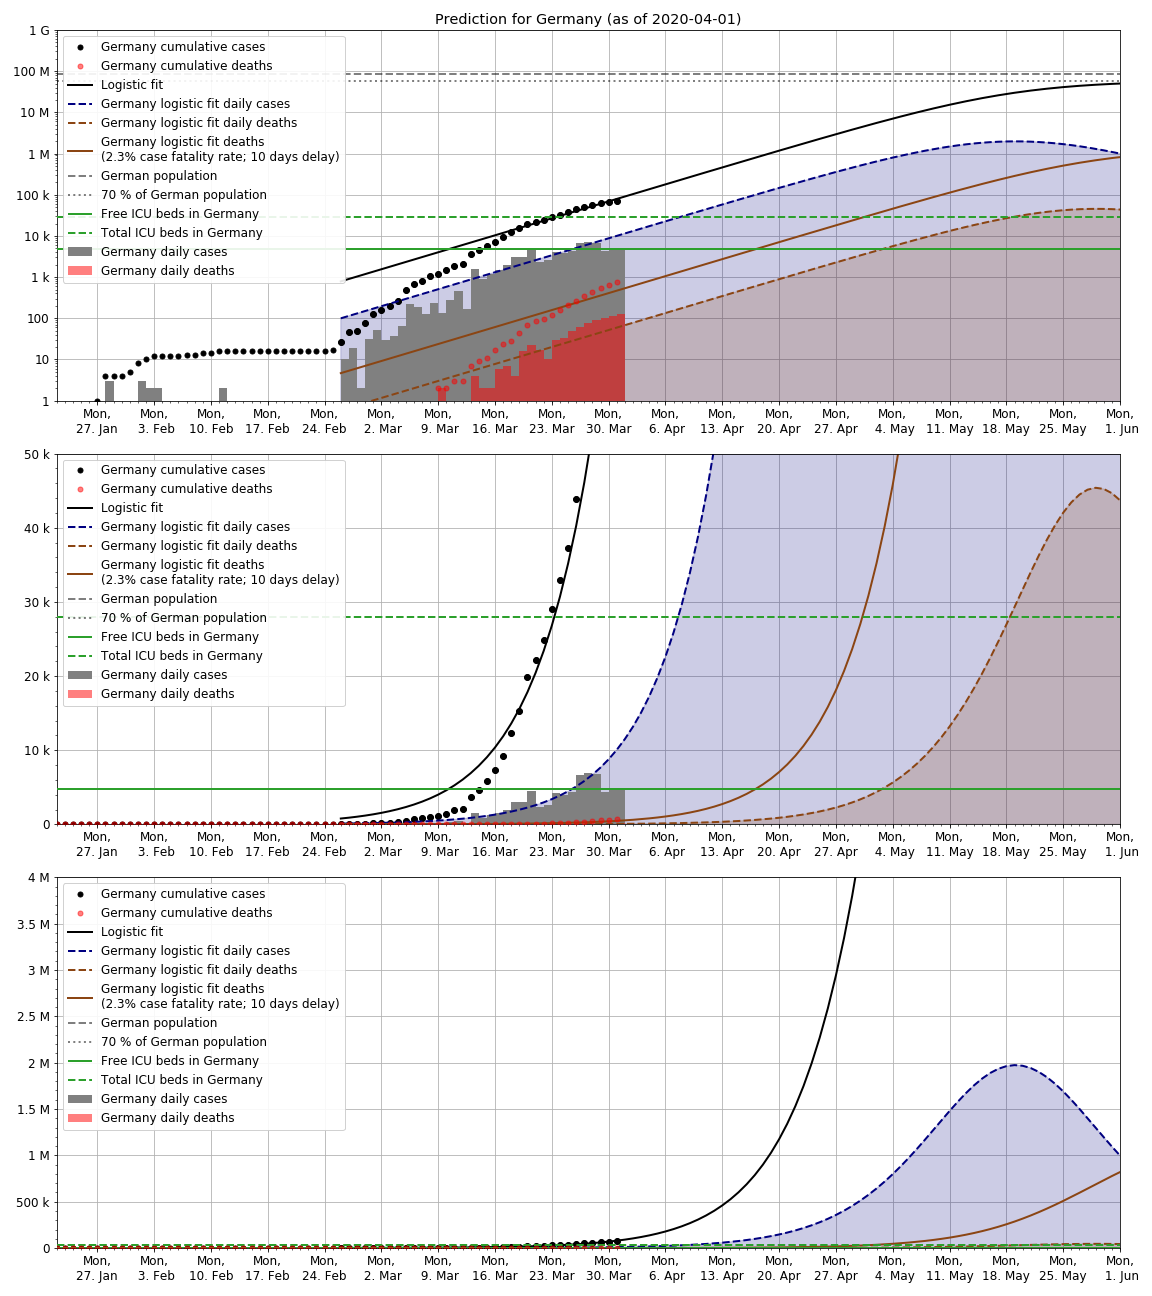 Prediction for Germany (as of 2020-04-01)
1 G
100 M
10 M
1 M
100 k
10 k
1 k
100
10
1
Germany cumulative cases
Germany cumulative deaths
Logistic fit
Germany logistic fit daily cases
Germany logistic fit daily deaths
Germany logistic fit deaths
(2.3% case fatality rate; 10 days delay)
German population
70 % of German population
Free ICU beds in Germany
Total ICU beds in Germany
Germany daily cases
Germany daily deaths
Mon, Mon, Mon, Mon, Mon, Mon, Mon, Mon, Mon, Mon, Mon, Mon, Mon, Mon, Mon, Mon, Mon, Mon, Mon,
27. Jan 3. Feb 10. Feb 17. Feb 24. Feb 2. Mar 9. Mar 16. Mar 23. Mar 30. Mar 6. Apr 13. Apr 20. Apr 27. Apr 4. May 11. May 18. May 25. May 1. Jun
50 k
40 k
30 k
20 k
10 k
0
Germany cumulative cases
Germany cumulative deaths
Logistic fit
Germany logistic fit daily cases
Germany logistic fit daily deaths
Germany logistic fit deaths
(2.3% case fatality rate; 10 days delay)
German population
70 % of German population
Free ICU beds in Germany
Total ICU beds in Germany
Germany daily cases
Germany daily deaths
Mon, Mon, Mon, Mon, Mon, Mon, Mon, Mon, Mon, Mon, Mon, Mon, Mon, Mon, Mon, Mon, Mon, Mon, Mon,
27. Jan 3. Feb 10. Feb 17. Feb 24. Feb 2. Mar 9. Mar 16. Mar 23. Mar 30. Mar 6. Apr 13. Apr 20. Apr 27. Apr 4. May 11. May 18. May 25. May 1. Jun
4 M
3.5 M
3 M
2.5 M
2 M
1.5 M
1 M
500 k
0
Germany cumulative cases
Germany cumulative deaths
Logistic fit
Germany logistic fit daily cases
Germany logistic fit daily deaths
Germany logistic fit deaths
(2.3% case fatality rate; 10 days delay)
German population
70 % of German population
Free ICU beds in Germany
Total ICU beds in Germany
Germany daily cases
Germany daily deaths
Mon, Mon, Mon, Mon, Mon, Mon, Mon, Mon, Mon, Mon, Mon, Mon, Mon, Mon, Mon, Mon, Mon, Mon, Mon,
27. Jan 3. Feb 10. Feb 17. Feb 24. Feb 2. Mar 9. Mar 16. Mar 23. Mar 30. Mar 6. Apr 13. Apr 20. Apr 27. Apr 4. May 11. May 18. May 25. May 1. Jun